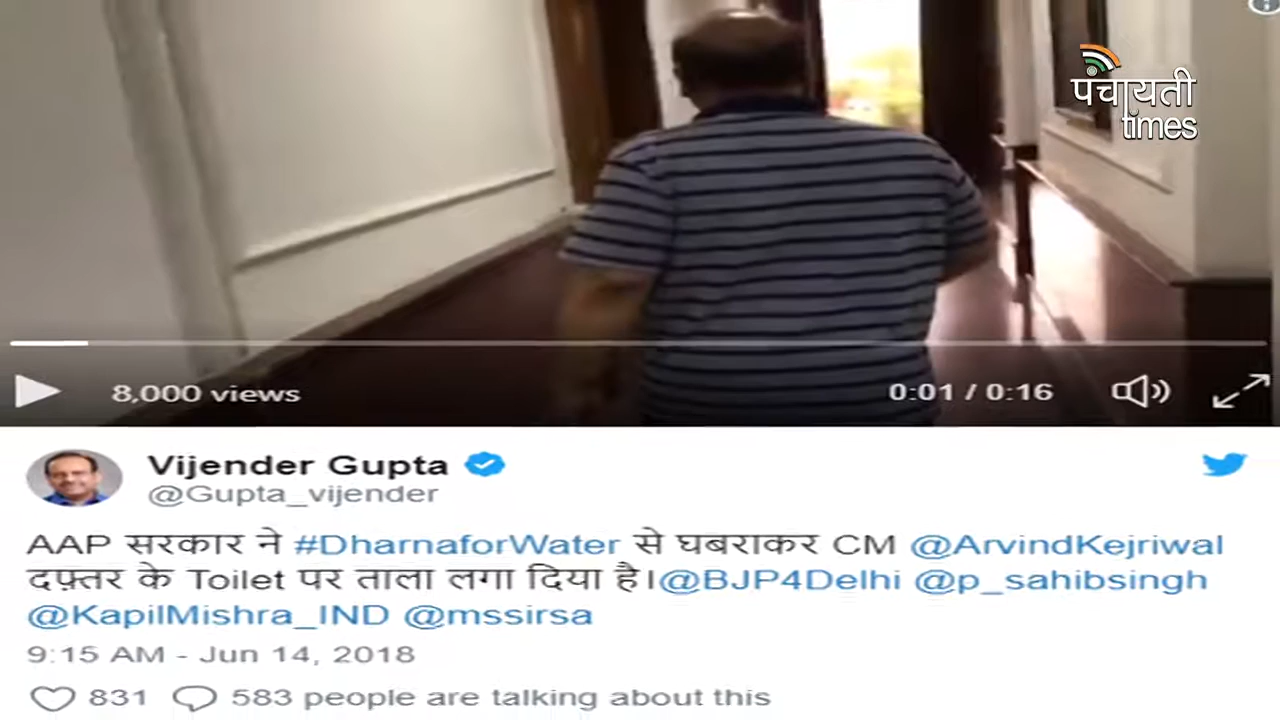 पंचायती
times
8,000 views
0:01 / 0:16
Vijender Gupta
@Gupta_vijender
AAP सरकार ने #DharnaforWater से घबराकर CM @ArvindKejriwal
दफ़्तर के Toilet पर ताला लगा दिया है।@BJP4Delhi @p_sahibsingh
@KapilMishra_IND @mssirsa
9:15 AM - Jun 14, 2018
831 583 people are talking about this